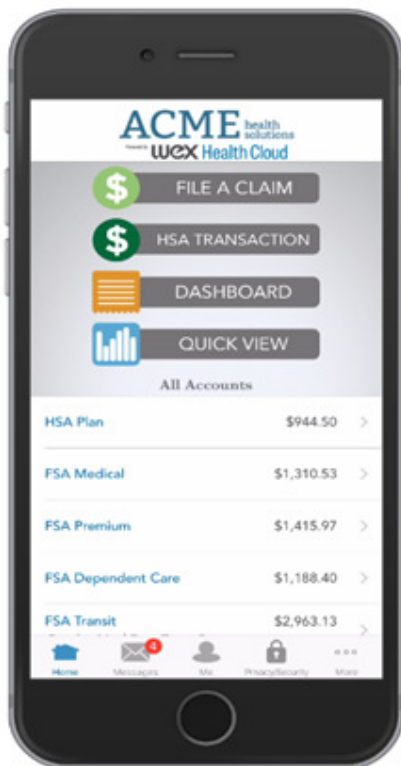 ACME health solutions
Powered by wex Health Cloud
$ FILE A CLAIM
$ HSA TRANSACTION
DASHBOARD
QUICK VIEW
All Accounts
HSA Plan $944.50
FSA Medical $1,310.53
FSA Premium $1,415.97
FSA Dependent Care $1,188.40
FSA Transit $2,963.13
4
Home Messages Me Privacy/Security More